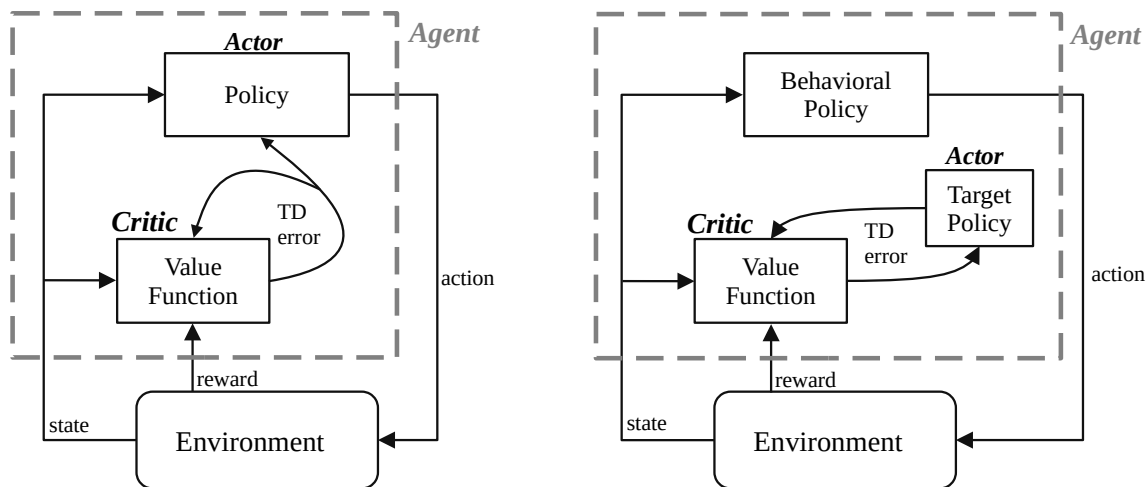 Agent
Actor
Policy
TD
error
Critic
Value
Function
action
reward
state
Environment
Agent
Behavioral
Policy
Actor
Target
Policy
Critic
TD
error
Value
Function
action
reward
state
Environment